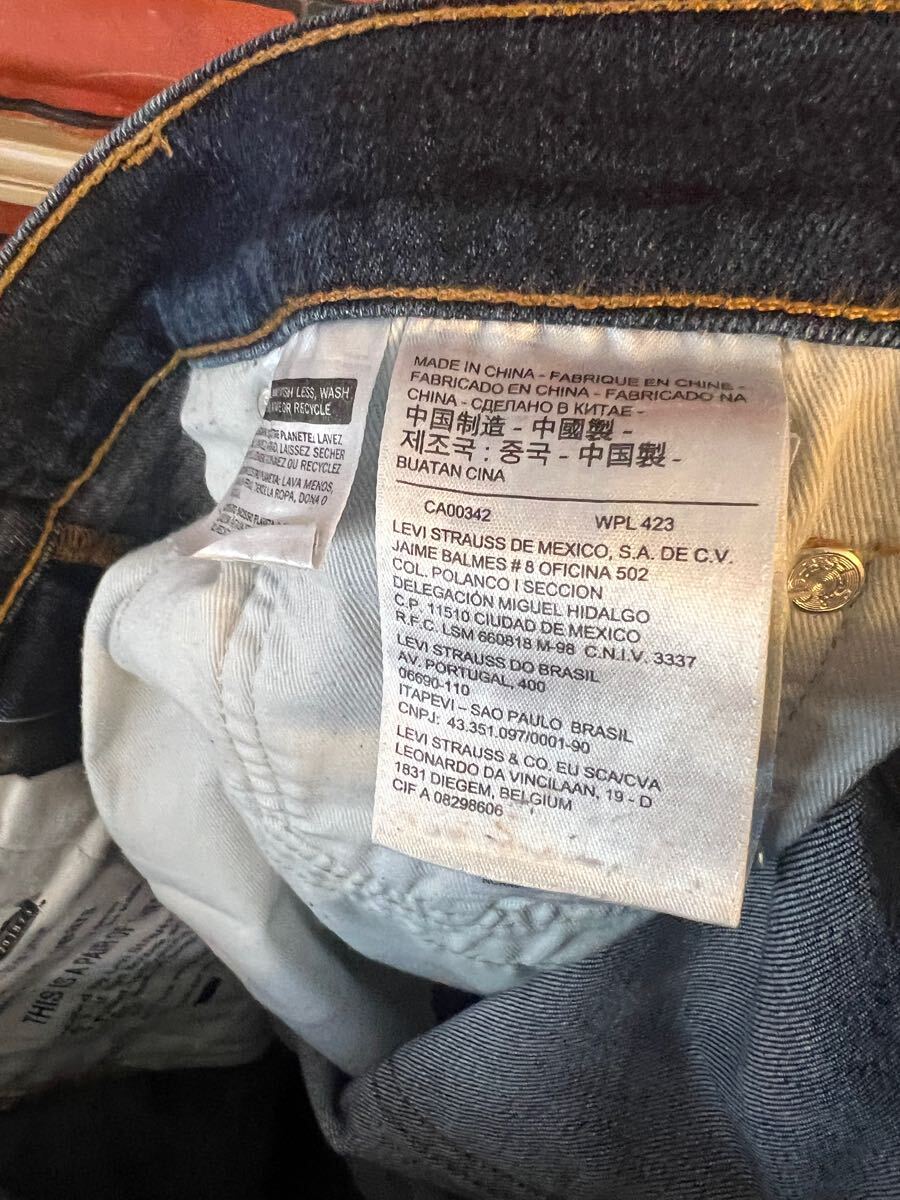 WASH LESS, WASH
WEAR RECYCLE
PLANETE: LAVEZ
LAISSEZ SECHER
OU RECYCLEZ
LAVA MENOS,
LA ROPA, DONA O
MADE IN CHINA - FABRIQUE EN CHINE -
FABRICADO EN CHINA - FABRICADO NA
CHINA - СДЕЛАНО В КИТАЕ -
中国制造 - 中國製 -
제조국 : 중국 - 中国製 -
BUATAN CINA
CA00342 WPL 423
LEVI STRAUSS DE MEXICO, S.A. DE C.V.
JAIME BALMES # 8 OFICINA 502
COL. POLANCO I SECCION
DELEGACIÓN MIGUEL HIDALGO
C.P. 11510 CIUDAD DE MEXICO
R.F.C. LSM 660818 M-98 C.N.I.V. 3337
LEVI STRAUSS DO BRASIL
AV. PORTUGAL, 400
06690-110
ITAPEVI – SAO PAULO BRASIL
CNPJ: 43.351.097/0001-90
LEVI STRAUSS & CO. EU SCA/CVA
LEONARDO DA VINCILAAN, 19 - D
1831 DIEGEM, BELGIUM
CIF A 08298606
THIS IS A PAIR OF